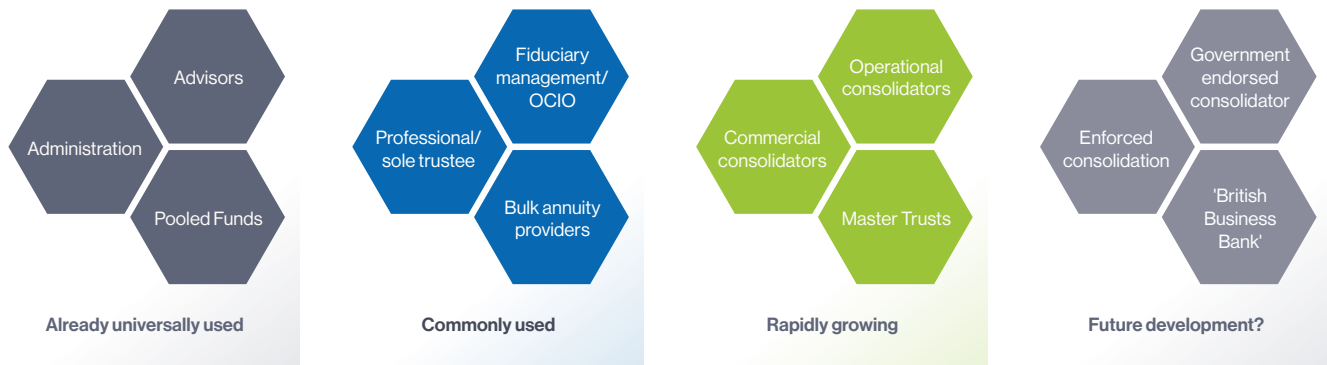 Advisors
Administration
Pooled Funds
Already universally used
Fiduciary
management/
OCIO
Professional/
sole trustee
Bulk annuity
providers
Commonly used
Operational
consolidators
Commercial
consolidators
Master Trusts
Rapidly growing
Government
endorsed
consolidator
Enforced
consolidation
'British
Business
Bank'
Future development?